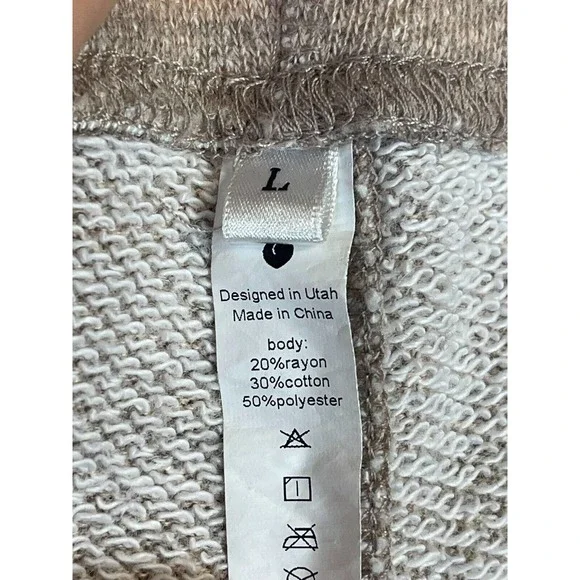 L
Designed in Utah
Made in China
body:
20%rayon
30%cotton
50%polyester